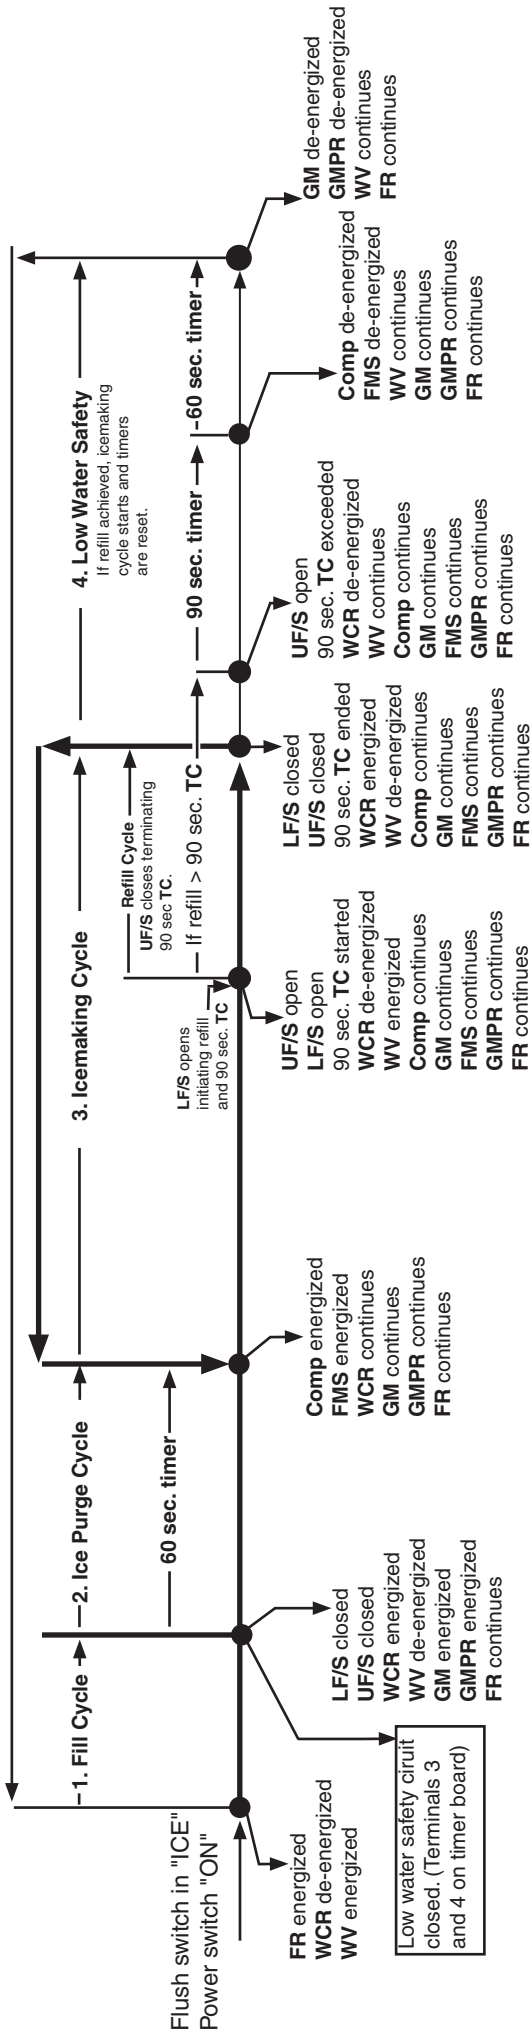 Flush switch in "ICE"
Power switch "ON"
1. Fill Cycle
2. Ice Purge Cycle
3. Icemaking Cycle
4. Low Water Safety
If refill achieved, icemaking
cycle starts and timers
are reset.
60 sec. timer
LF/S opens
initiating refill
and 90 sec. TC
Refill Cycle
UF/S closes terminating
90 sec TC.
If refill > 90 sec. TC
90 sec. timer
60 sec. timer
FR energized
WCR de-energized
WV energized
Low water safety ciruit
closed. (Terminals 3
and 4 on timer board)
LF/S closed
UF/S closed
WCR energized
WV de-energized
GM energized
GMPR energized
FR continues
Comp energized
FMS energized
WCR continues
GM continues
GMPR continues
FR continues
UF/S open
LF/S open
90 sec. TC started
WCR de-energized
WV energized
Comp continues
GM continues
FMS continues
GMPR continues
FR continues
LF/S closed
UF/S closed
90 sec. TC ended
WCR energized
WV de-energized
Comp continues
GM continues
FMS continues
GMPR continues
FR continues
UF/S open
90 sec. TC exceeded
WCR de-energized
WV continues
Comp continues
GM continues
FMS continues
GMPR continues
FR continues
Comp de-energized
FMS de-energized
WV continues
GM continues
GMPR continues
FR continues
GM de-energized
GMPR de-energized
WV continues
FR continues